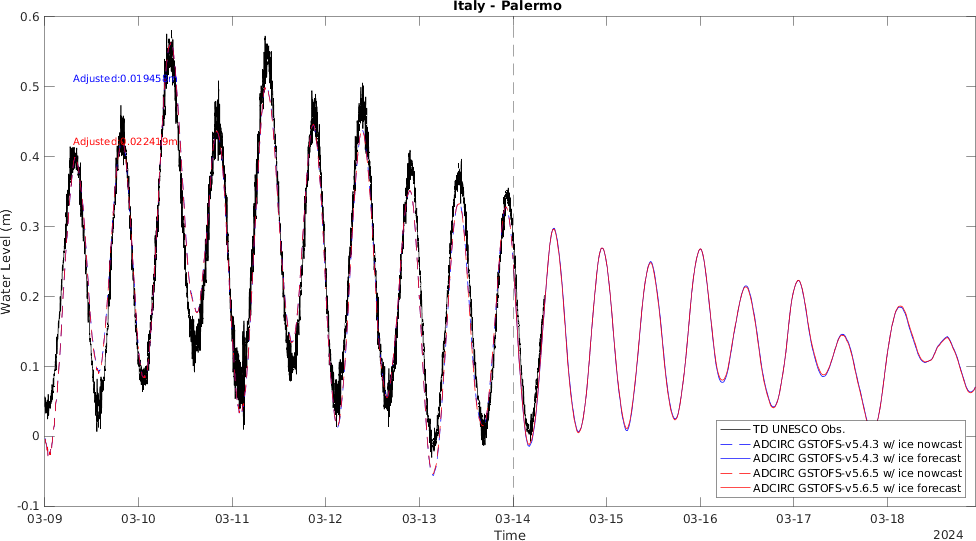 Italy - Palermo
0.6
0.5
0.4
0.3
0.2
0.1
0
-0.1
Water Level (m)
Adjusted:0.019458m
Adjusted:0.022419m
TD UNESCO Obs.
ADCIRC GSTOFS-v5.4.3 w/ ice nowcast
ADCIRC GSTOFS-v5.4.3 w/ ice forecast
ADCIRC GSTOFS-v5.6.5 w/ ice nowcast
ADCIRC GSTOFS-v5.6.5 w/ ice forecast
03-09 03-10 03-11 03-12 03-13 03-14 03-15 03-16 03-17 03-18
Time
2024